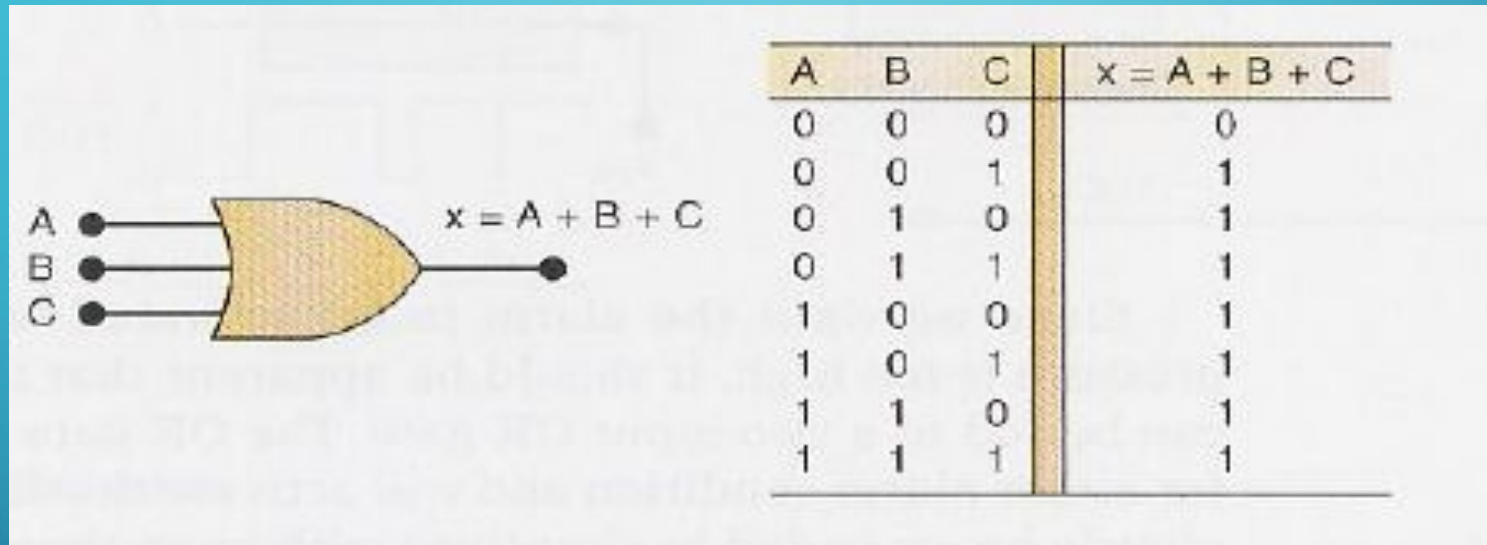 A
B
C
x = A + B + C
A B C x = A + B + C
0 0 0 0
0 0 1 1
0 1 0 1
0 1 1 1
1 0 0 1
1 0 1 1
1 1 0 1
1 1 1 1